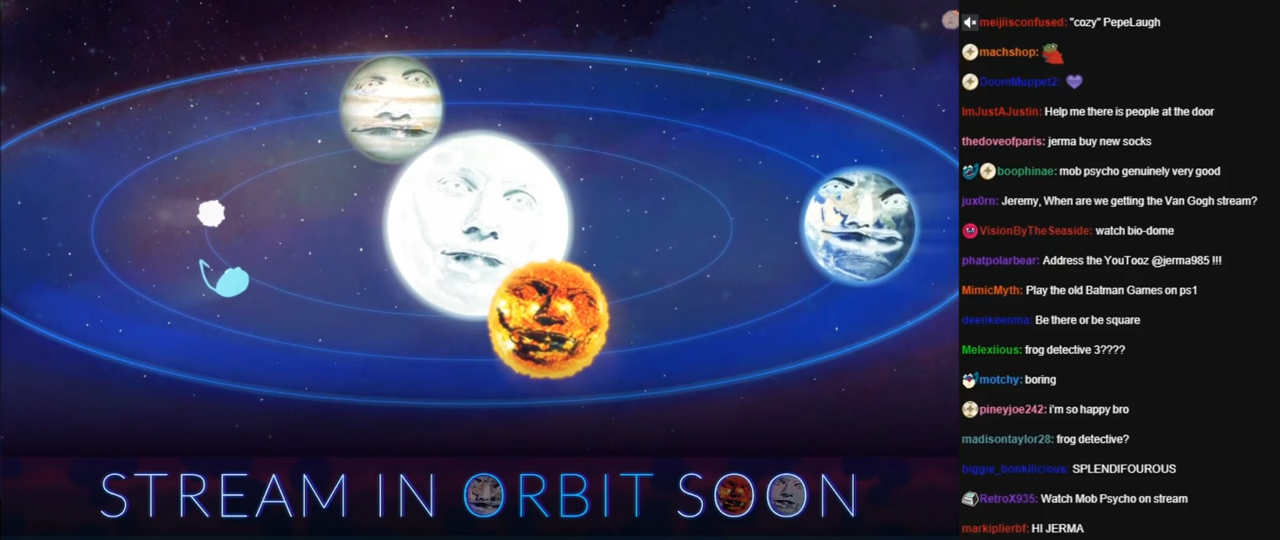 STREAM IN ORBIT SOON
meijiisconfused: "cozy" PepeLaugh
machshop:
DoomMuppet2:
ImJustAJustin: Help me there is people at the door
thedoveofparis: jerma buy new socks
boophinae: mob psycho genuinely very good
jux0rn: Jeremy, When are we getting the Van Gogh stream?
VisionByTheSeaside: watch bio-dome
phatpolarbear: Address the YouTooz @jerma985 !!!
MimicMyth: Play the old Batman Games on ps1
deenkeenma: Be there or be square
Melexiious: frog detective 3????
motchy: boring
pineyjoe242: i'm so happy bro
madisontaylor28: frog detective?
biggie_bonkilicious: SPLENDIFOUROUS
RetroX935: Watch Mob Psycho on stream
markiplierbf: HI JERMA